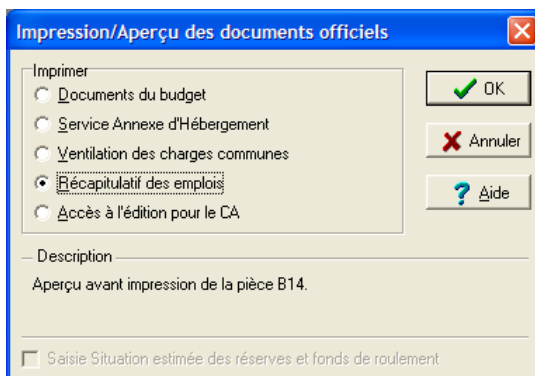 Impression/Aperçu des documents officiels
Imprimer
Documents du budget
Service Annexe d'Hébergement
Ventilation des charges communes
Récapitulatif des emplois
Accès à l'édition pour le CA
OK
Annuler
Aide
Description
Aperçu avant impression de la pièce B14.
Saisie Situation estimée des réserves et fonds de roulement